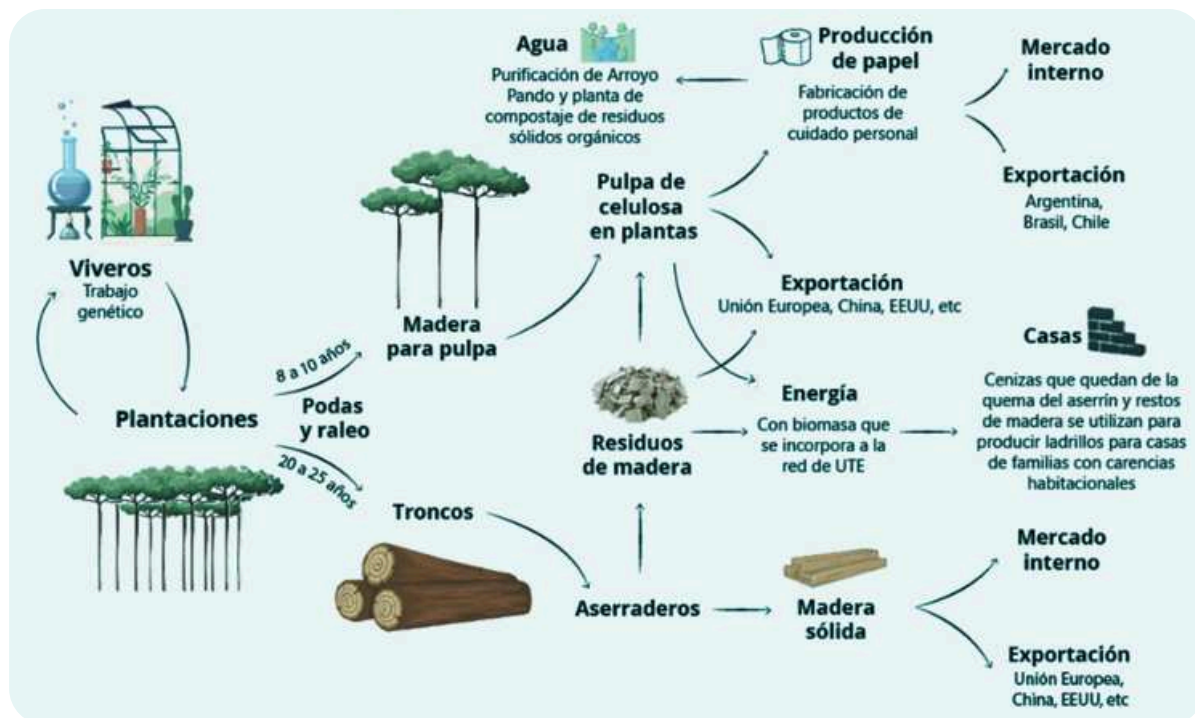 Viveros
Trabajo
genético
Plantaciones
8 a 10 años
Podas
y raleo
20 a 25 años
Madera
para pulpa
Troncos
Agua
Purificación de Arroyo
Pando y planta de
compostaje de residuos
sólidos orgánicos
Producción
de papel
Fabricación de
productos de
cuidado personal
Mercado
interno
Exportación
Argentina,
Brasil, Chile
Pulpa de
celulosa
en plantas
Exportación
Unión Europea, China, EEUU, etc
Residuos
de madera
Energía
Con biomasa que
se incorpora a la
red de UTE
Casas
Cenizas que quedan de la
quema del aserrín y restos
de madera se utilizan para
producir ladrillos para casas
de familias con carencias
habitacionales
Aserraderos
Madera
sólida
Mercado
interno
Exportación
Unión Europea,
China, EEUU, etc